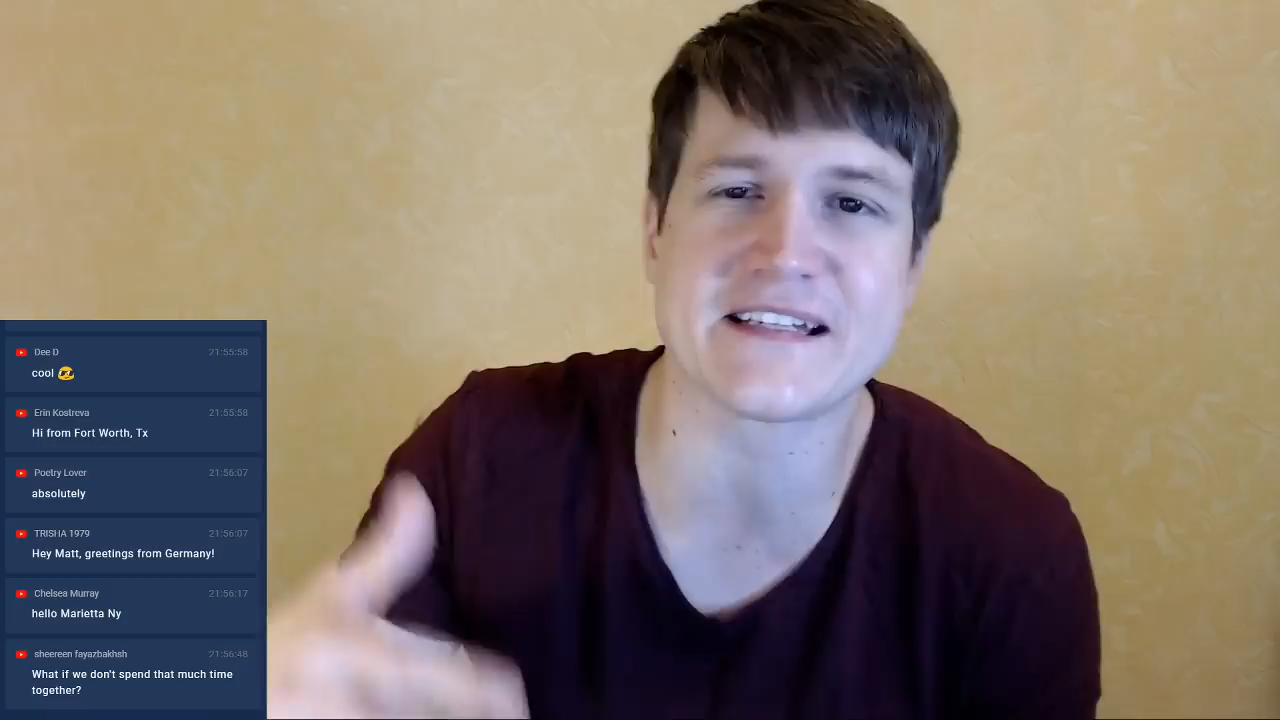 Dee D 21:55:58
cool
Erin Kostreva 21:55:58
Hi from Fort Worth, Tx
Poetry Lover 21:56:07
absolutely
TRISHA 1979 21:56:07
Hey Matt, greetings from Germany!
Chelsea Murray 21:56:17
hello Marietta Ny
sheereen fayazbakhsh 21:56:48
What if we don't spend that much time
together?